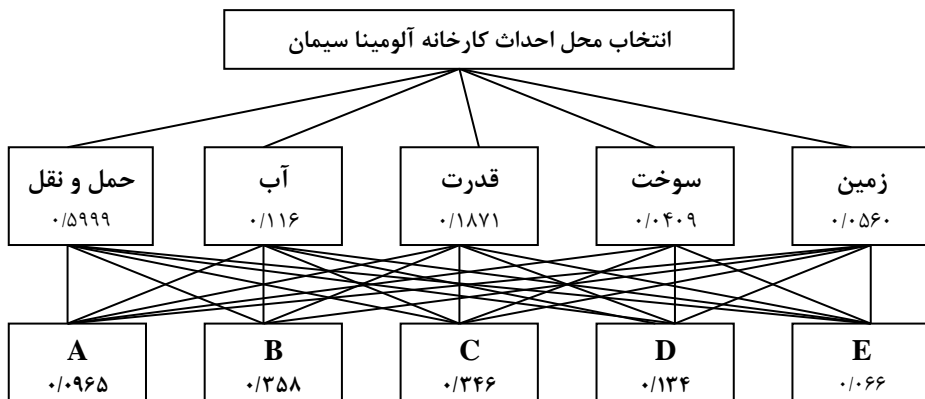 انتخاب محل احداث کارخانه آلومینا سیمان
زمین
۰/۰۵۶۰
سوخت
۰/۰۴۰۹
قدرت
۰/۱۸۷۱
آب
۰/۱۱۶
حمل و نقل
۰/۵۹۹۹
A
۰/۰۹۶۵
B
۰/۳۵۸
C
۰/۳۴۶
D
۰/۱۳۴
E
۰/۰۶۶